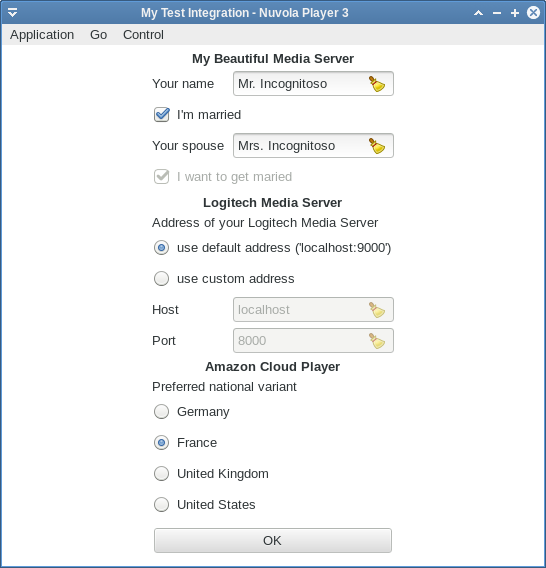 My Test Integration - Nuvola Player 3
Application Go Control
My Beautiful Media Server
Your name Mr. Incognitoso
I'm married
Your spouse Mrs. Incognitoso
I want to get maried
Logitech Media Server
Address of your Logitech Media Server
use default address ('localhost:9000')
use custom address
Host localhost
Port 8000
Amazon Cloud Player
Preferred national variant
Germany
France
United Kingdom
United States
OK